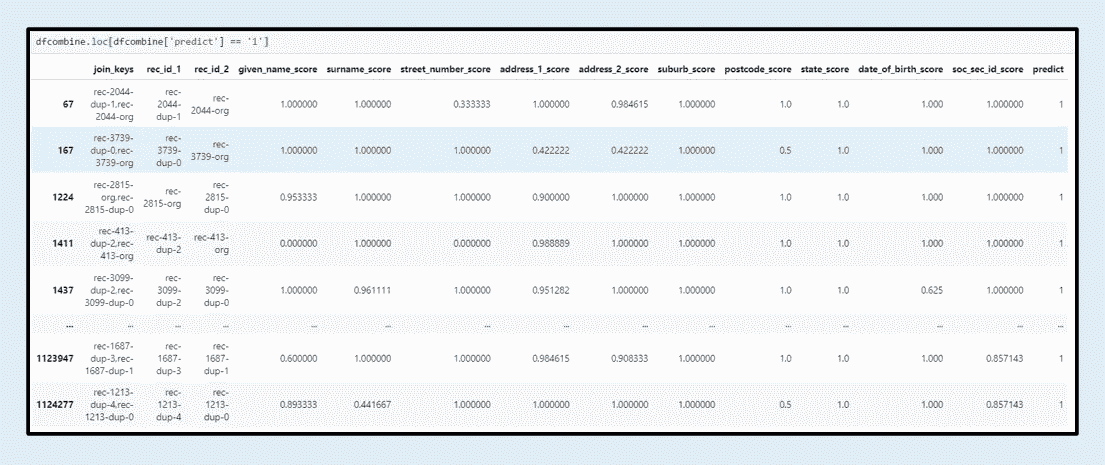 dfcombine.loc[dfcombine['predict'] == '1']
join_keys rec_id_1 rec_id_2 given_name_score surname_score street_number_score address_1_score address_2_score suburb_score postcode_score state_score date_of_birth_score soc_sec_id_score predict
rec-2044-
dup-1,rec-
2044-org
rec-
2044-
dup-1
rec-
2044-org
67 1.000000 1.000000 0.333333 1.000000 0.984615 1.000000 1.0 1.0 1.000 1.000000 1
rec-3739-
dup-0,rec-
3739-org
rec-
3739-
dup-0
rec-
3739-org
167 1.000000 1.000000 1.000000 0.422222 0.422222 1.000000 0.5 1.0 1.000 1.000000 1
rec-2815-
org,rec-
2815-dup-0
rec-
2815-org
rec-
2815-
dup-0
1224 0.953333 1.000000 1.000000 0.900000 1.000000 1.000000 1.0 1.0 1.000 1.000000 1
rec-413-
dup-2,rec-
413-org
rec-413-
dup-2
rec-413-
org
1411 0.000000 1.000000 0.000000 0.988889 1.000000 1.000000 1.0 1.0 1.000 1.000000 1
rec-3099-
dup-2,rec-
3099-dup-0
rec-
3099-
dup-2
rec-
3099-
dup-0
1437 1.000000 0.961111 1.000000 0.951282 1.000000 1.000000 1.0 1.0 0.625 1.000000 1
... ... ... ... ... ... ... ... ... ... ... ... ... ... ...
rec-1687-
dup-3,rec-
1687-dup-1
rec-
1687-
dup-3
rec-
1687-
dup-1
1123947 0.600000 1.000000 1.000000 0.984615 0.908333 1.000000 1.0 1.0 1.000 0.857143 1
rec-1213-
dup-4,rec-
1213-dup-0
rec-
1213-
dup-4
rec-
1213-
dup-0
1124277 0.893333 0.441667 1.000000 1.000000 1.000000 1.000000 0.5 1.0 1.000 0.857143 1